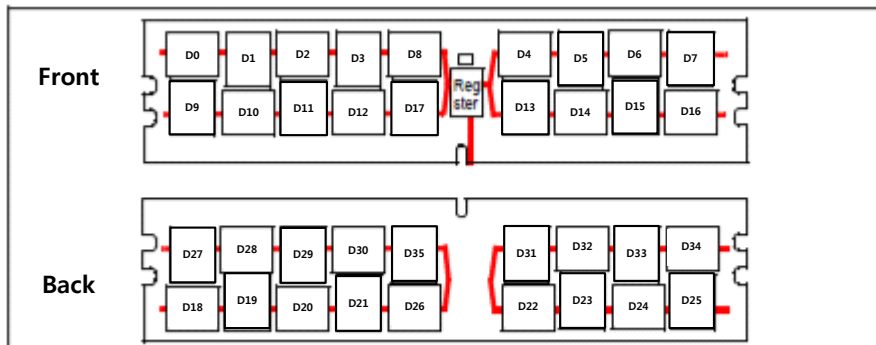 Front
D0 D1 D2 D3 D8 D4 D5 D6 D7
Reg
ster
D9 D10 D11 D12 D17 D13 D14 D15 D16
Back
D27 D28 D29 D30 D35 D31 D32 D33 D34
D18 D19 D20 D21 D26 D22 D23 D24 D25